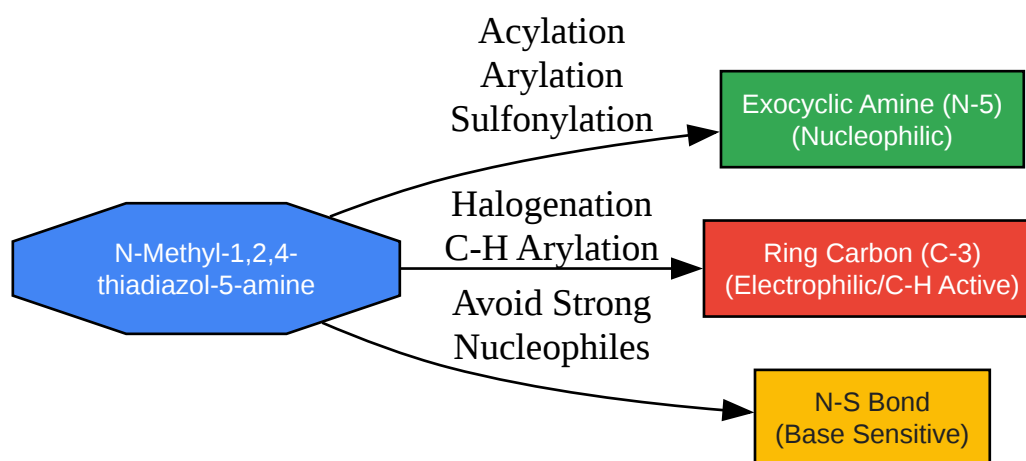 Acylation
Arylation
Sulfonylation
Exocyclic Amine (N-5)
(Nucleophilic)
N-Methyl-1,2,4-
thiadiazol-5-amine
Halogenation
C-H Arylation
Ring Carbon (C-3)
(Electrophilic/C-H Active)
Avoid Strong
Nucleophiles
N-S Bond
(Base Sensitive)